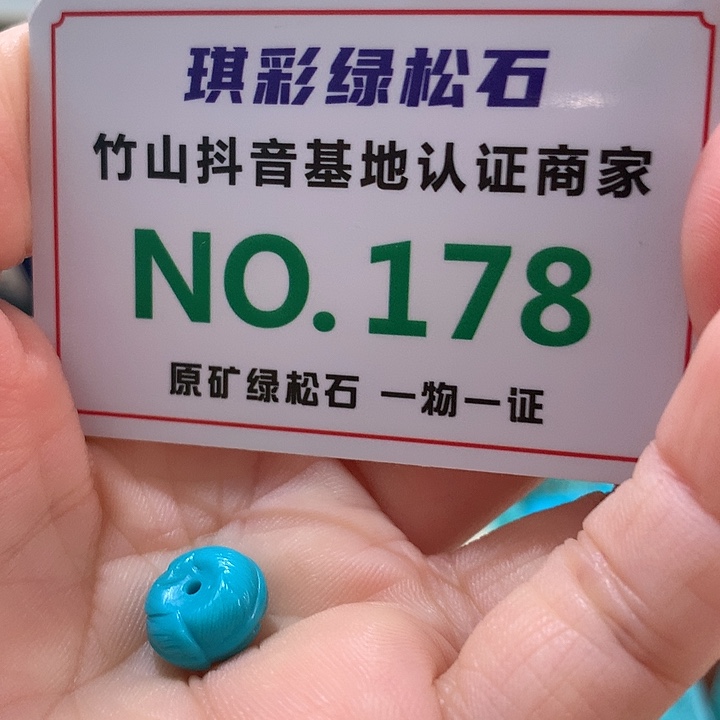 琪彩绿松石
竹山抖音基地认证商家
NO.178
原矿绿松石 一物一证